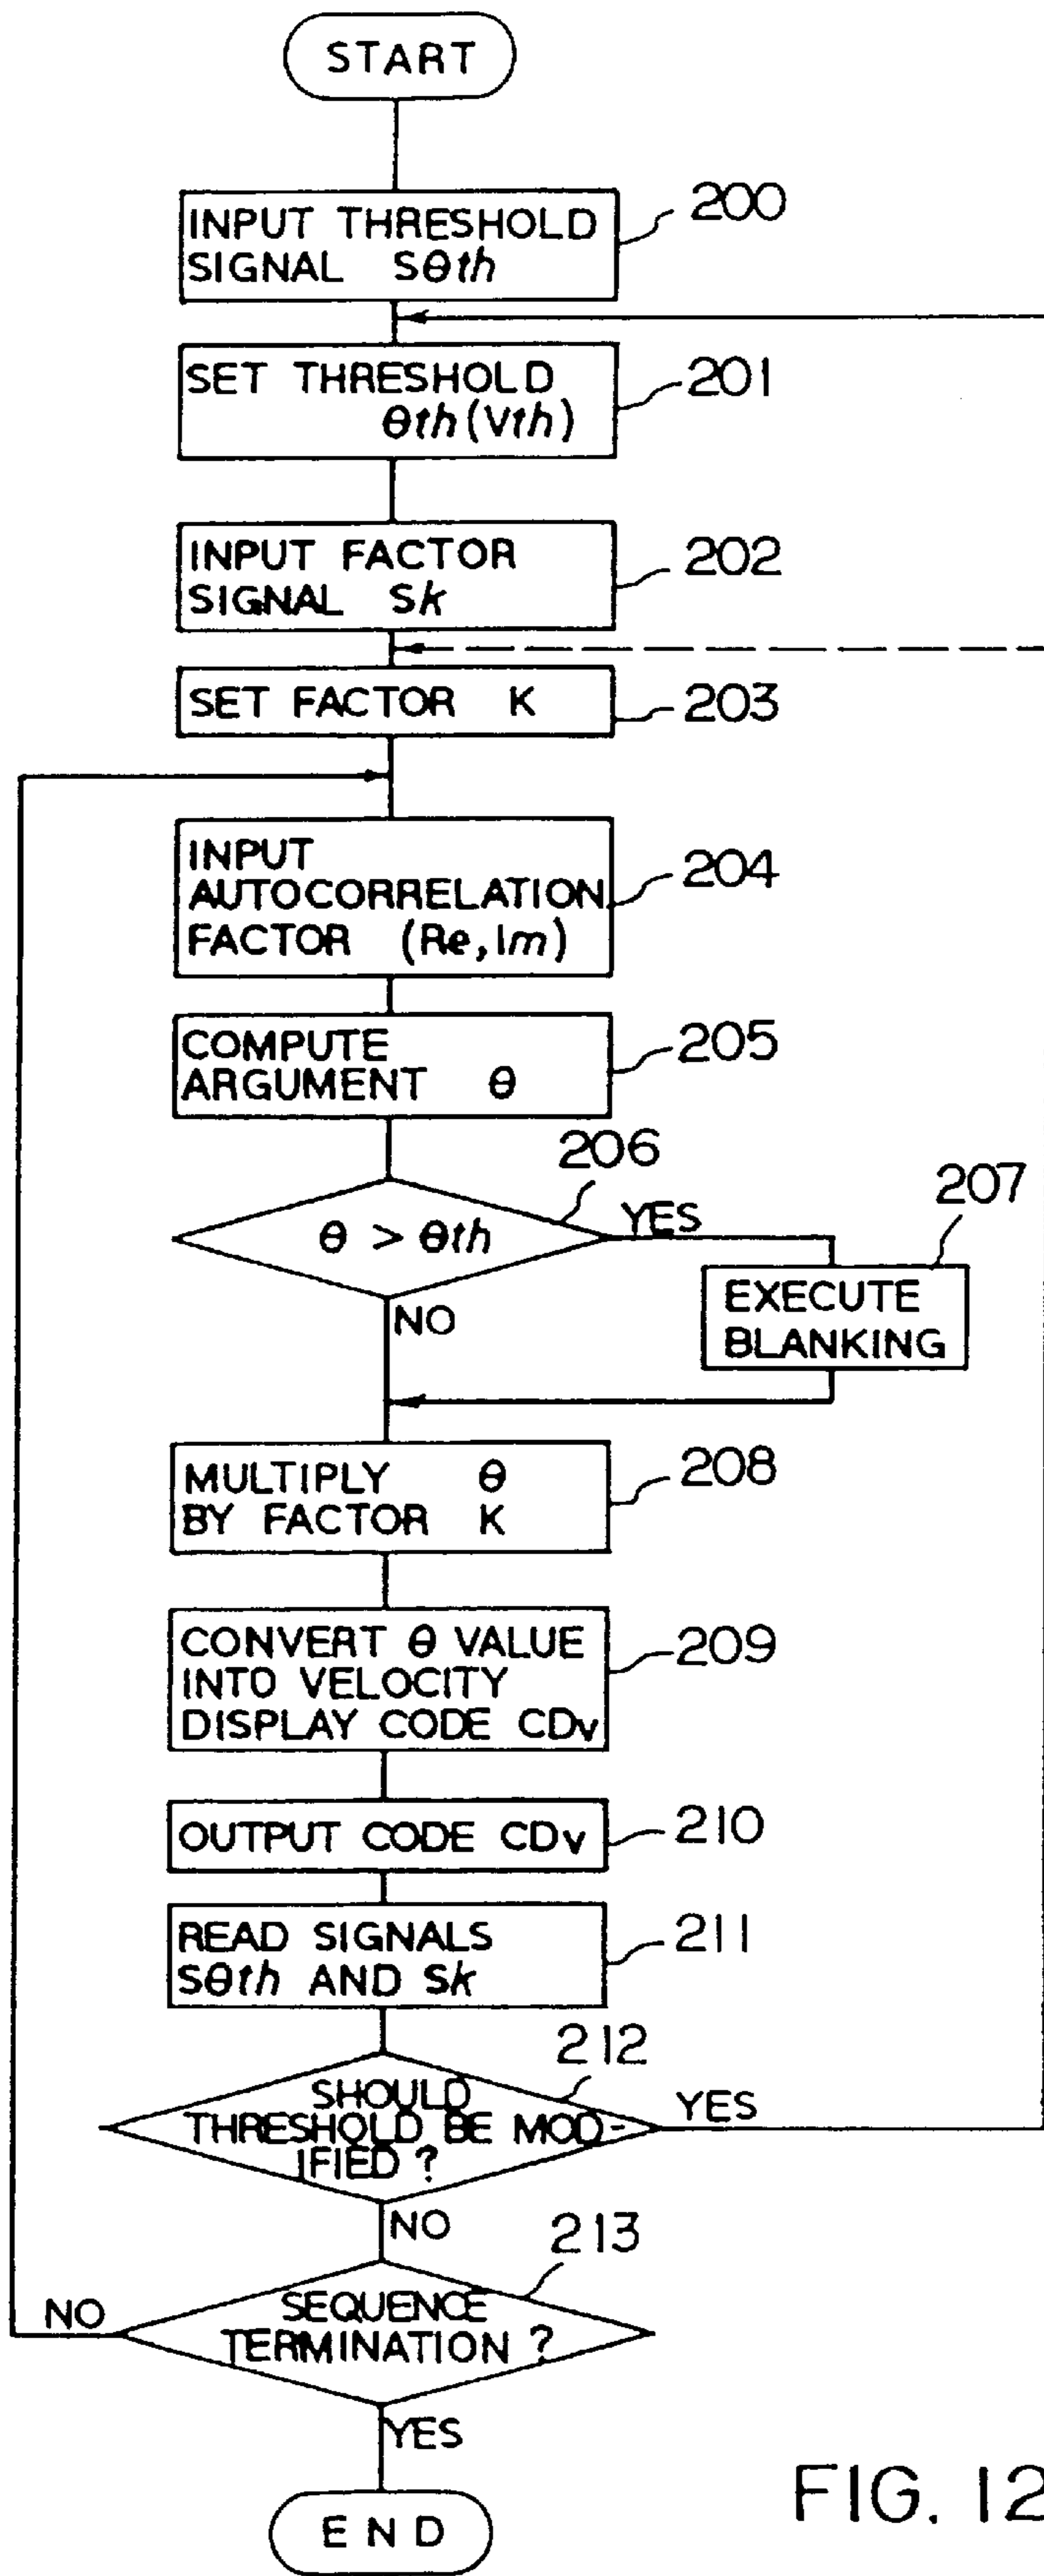 START
INPUT THRESHOLD
SIGNAL Sθth
200
SET THRESHOLD
θth (Vth)
201
INPUT FACTOR
SIGNAL Sk
202
SET FACTOR K
203
INPUT
AUTOCORRELATION
FACTOR (Re, Im)
204
COMPUTE
ARGUMENT θ
205
206
θ > θth
YES
NO
207
EXECUTE
BLANKING
MULTIPLY θ
BY FACTOR K
208
CONVERT θ VALUE
INTO VELOCITY
DISPLAY CODE CDv
209
OUTPUT CODE CDv
210
READ SIGNALS
Sθth AND Sk
211
212
SHOULD
THRESHOLD BE MOD-
IFIED ?
YES
NO
213
SEQUENCE
TERMINATION ?
NO
YES
END
FIG. 12